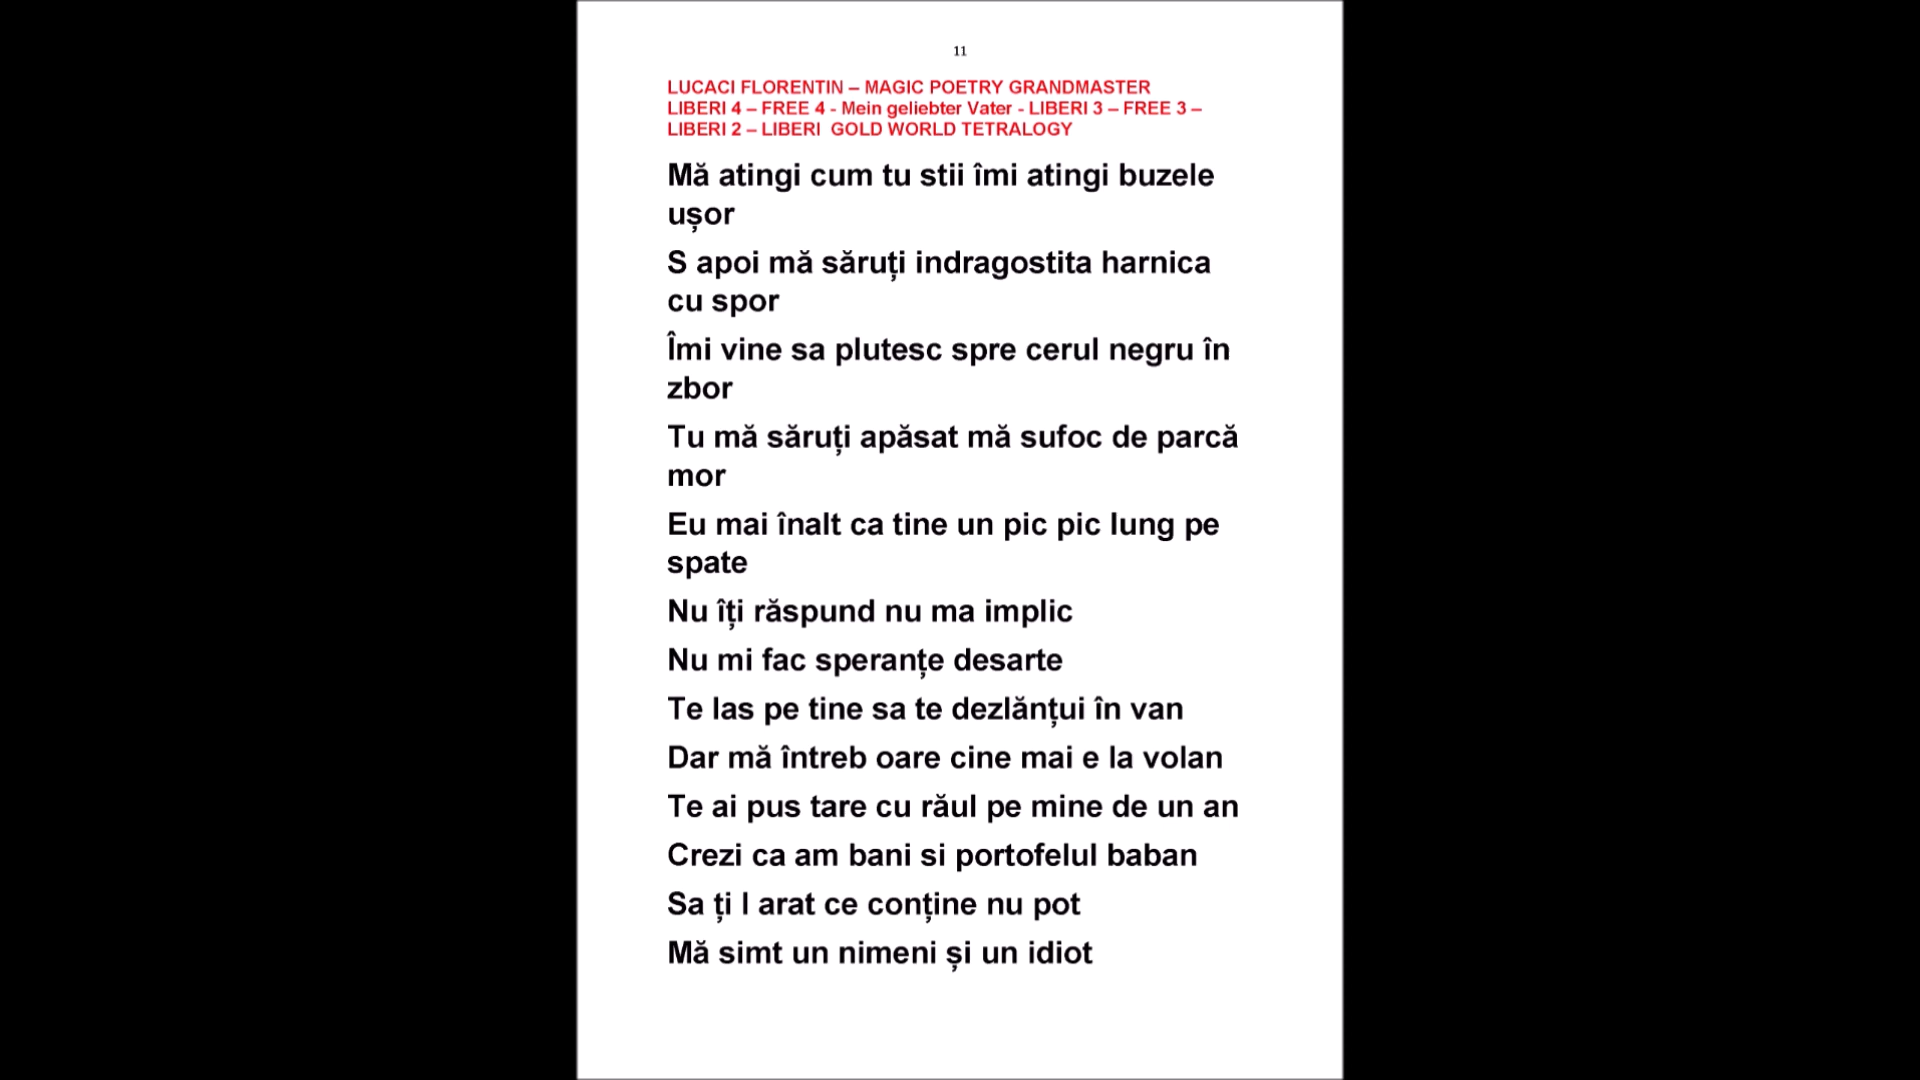 11
LUCACI FLORENTIN – MAGIC POETRY GRANDMASTER
LIBERI 4 – FREE 4 - Mein geliebter Vater - LIBERI 3 – FREE 3 –
LIBERI 2 – LIBERI  GOLD WORLD TETRALOGY
Mă atingi cum tu stii îmi atingi buzele
ușor
S apoi mă săruți indragostita harnica
cu spor
Îmi vine sa plutesc spre cerul negru în
zbor
Tu mă săruți apăsat mă sufoc de parcă
mor
Eu mai înalt ca tine un pic pic lung pe
spate
Nu îți răspund nu ma implic
Nu mi fac speranțe desarte
Te las pe tine sa te dezlănțui în van
Dar mă întreb oare cine mai e la volan
Te ai pus tare cu răul pe mine de un an
Crezi ca am bani si portofelul baban
Sa ți l arat ce conține nu pot
Mă simt un nimeni și un idiot